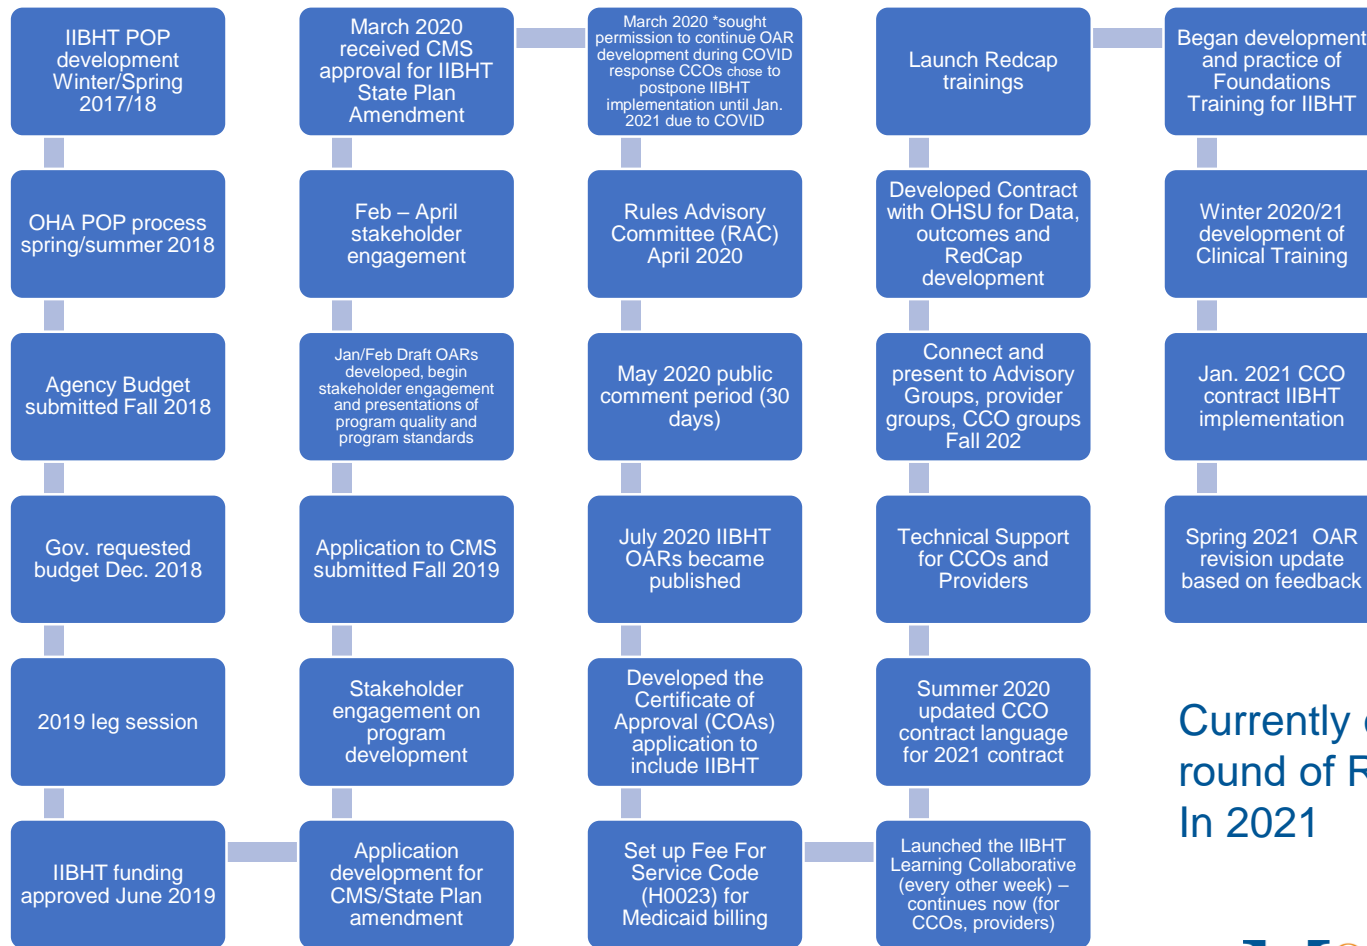 IIBHT POP
development
Winter/Spring
2017/18
OHA POP process
spring/summer 2018
Agency Budget
submitted Fall 2018
Gov. requested
budget Dec. 2018
2019 leg session
IIBHT funding
approved June 2019
Application
development for
CMS/State Plan
amendment
Stakeholder
engagement on
program
development
Application to CMS
submitted Fall 2019
Jan/Feb Draft OARs
developed, begin
stakeholder engagement
and presentations of
program quality and
program standards
Feb – April
stakeholder
engagement
March 2020
received CMS
approval for IIBHT
State Plan
Amendment
March 2020 *sought
permission to continue OAR
development during COVID
response CCOs chose to
postpone IIBHT
implementation until Jan.
2021 due to COVID
Rules Advisory
Committee (RAC)
April 2020
May 2020 public
comment period (30
days)
July 2020 IIBHT
OARs became
published
Developed the
Certificate of
Approval (COAs)
application to
include IIBHT
Set up Fee For
Service Code
(H0023) for
Medicaid billing
Launched the IIBHT
Learning Collaborative
(every other week) –
continues now (for
CCOs, providers)
Summer 2020
updated CCO
contract language
for 2021 contract
Technical Support
for CCOs and
Providers
Connect and
present to Advisory
Groups, provider
groups, CCO groups
Fall 202
Developed Contract
with OHSU for Data,
outcomes and
RedCap
development
Launch Redcap
trainings
Began development
and practice of
Foundations
Training for IIBHT
Winter 2020/21
development of
Clinical Training
Jan. 2021 CCO
contract IIBHT
implementation
Spring 2021 OAR
revision update
based on feedback
Currently
round of
In 2021